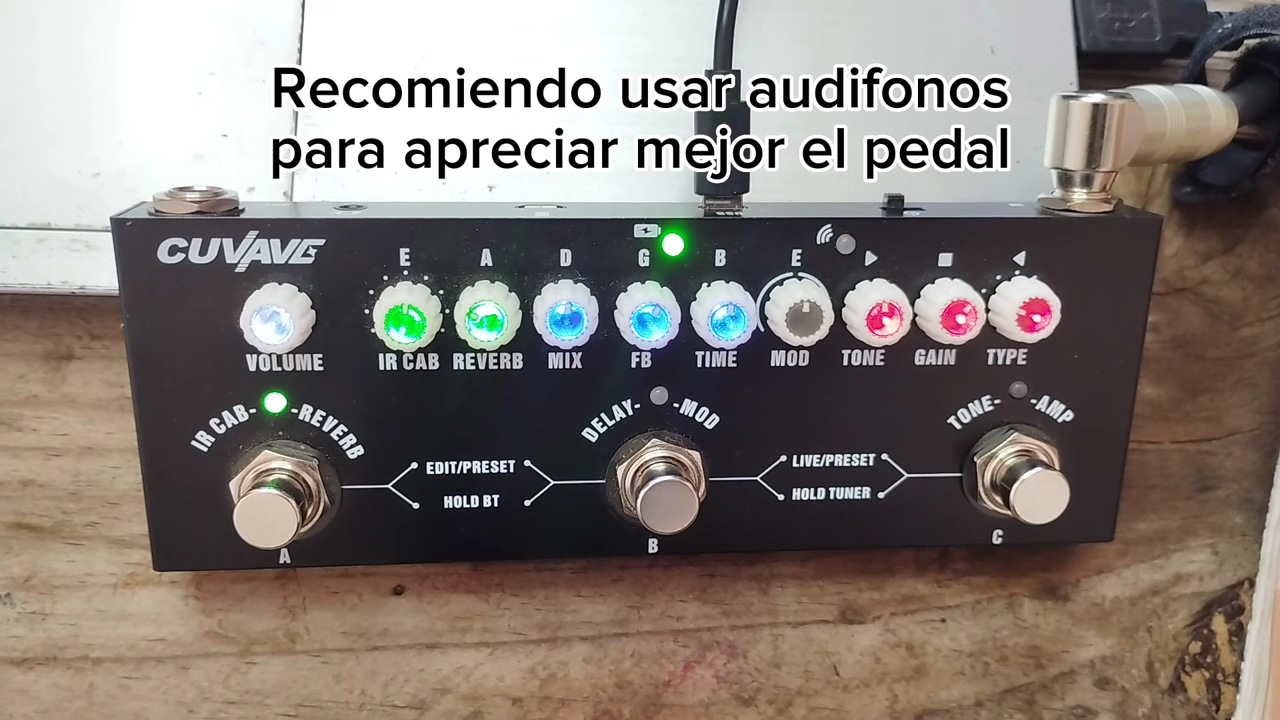 Recomiendo usar audifonos
para apreciar mejor el pedal
CUVAVE
E A D G B E
VOLUME IR CAB REVERB MIX FB TIME MOD TONE GAIN TYPE
IR CAB- -REVERB DELAY- -MOD TONE- -AMP
EDIT/PRESET LIVE/PRESET
HOLD BT HOLD TUNER
A B C